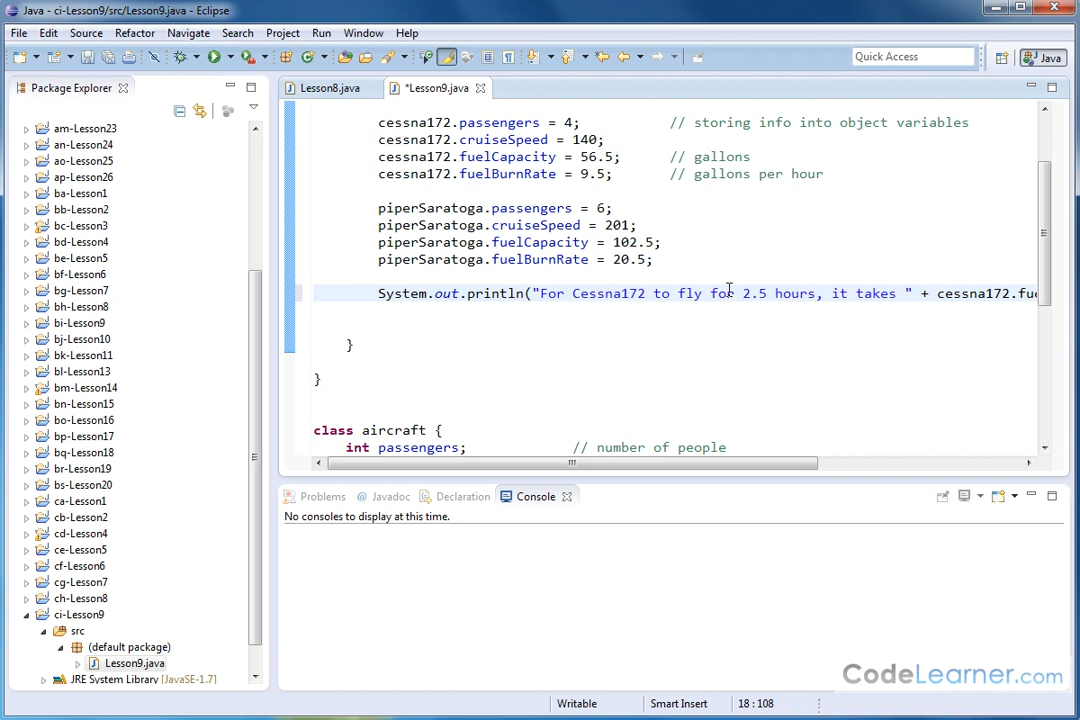 Java - ci-Lesson9/src/Lesson9.java - Eclipse
File Edit Source Refactor Navigate Search Project Run Window Help
Quick Access
Java
Package Explorer
Lesson8.java
*Lesson9.java
am-Lesson23
an-Lesson24
ao-Lesson25
ap-Lesson26
ba-Lesson1
bb-Lesson2
bc-Lesson3
bd-Lesson4
be-Lesson5
bf-Lesson6
bg-Lesson7
bh-Lesson8
bi-Lesson9
bj-Lesson10
bk-Lesson11
bl-Lesson13
bm-Lesson14
bn-Lesson15
bo-Lesson16
bp-Lesson17
bq-Lesson18
br-Lesson19
bs-Lesson20
ca-Lesson1
cb-Lesson2
cd-Lesson4
ce-Lesson5
cf-Lesson6
cg-Lesson7
ch-Lesson8
ci-Lesson9
src
(default package)
Lesson9.java
JRE System Library [JavaSE-1.7]
cessna172.passengers = 4; // storing info into object variables
cessna172.cruiseSpeed = 140;
cessna172.fuelCapacity = 56.5; // gallons
cessna172.fuelBurnRate = 9.5; // gallons per hour
piperSaratoga.passengers = 6;
piperSaratoga.cruiseSpeed = 201;
piperSaratoga.fuelCapacity = 102.5;
piperSaratoga.fuelBurnRate = 20.5;
System.out.println("For Cessna172 to fly for 2.5 hours, it takes " + cessna172.fue
}
}
class aircraft {
int passengers; // number of people
Problems @ Javadoc Declaration Console
No consoles to display at this time.
CodeLearner.com
Writable Smart Insert 18 : 108